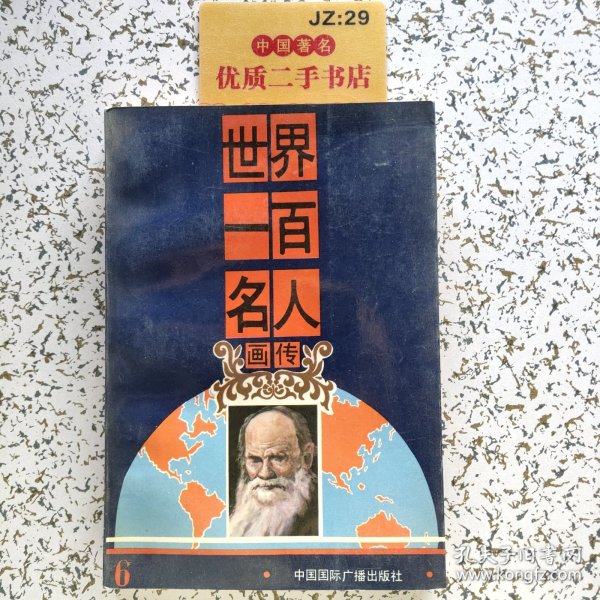 JZ:29
中国著名
优质二手书店
世界
一百
名人
画传
6
·中国国际广播出版社·
孔夫子旧书网
www.kongfz.com